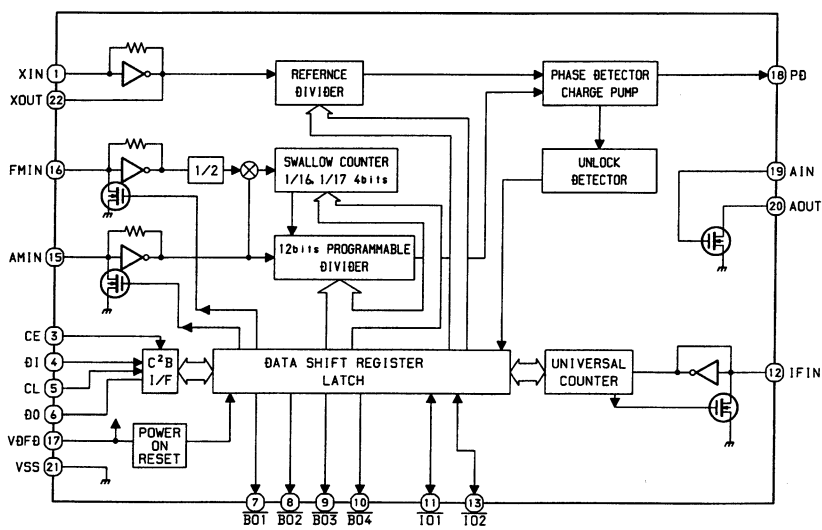 XIN 1
XOUT 22
REFERNCE
DIVIDER
PHASE DETECTOR
CHARGE PUMP
18 PD
FMIN 16
1/2
SWALLOW COUNTER
1/16, 1/17 4bits
UNLOCK
DETECTOR
19 AIN
20 AOUT
AMIN 15
12bits PROGRAMMABLE
DIVIDER
CE 3
DI 4
CL 5
DO 6
C²B
I/F
DATA SHIFT REGISTER
LATCH
UNIVERSAL
COUNTER
12 IFIN
VDFD 17
POWER
ON
RESET
VSS 21
7 8 9 10 11 13
BO1 BO2 BO3 BO4 IO1 IO2